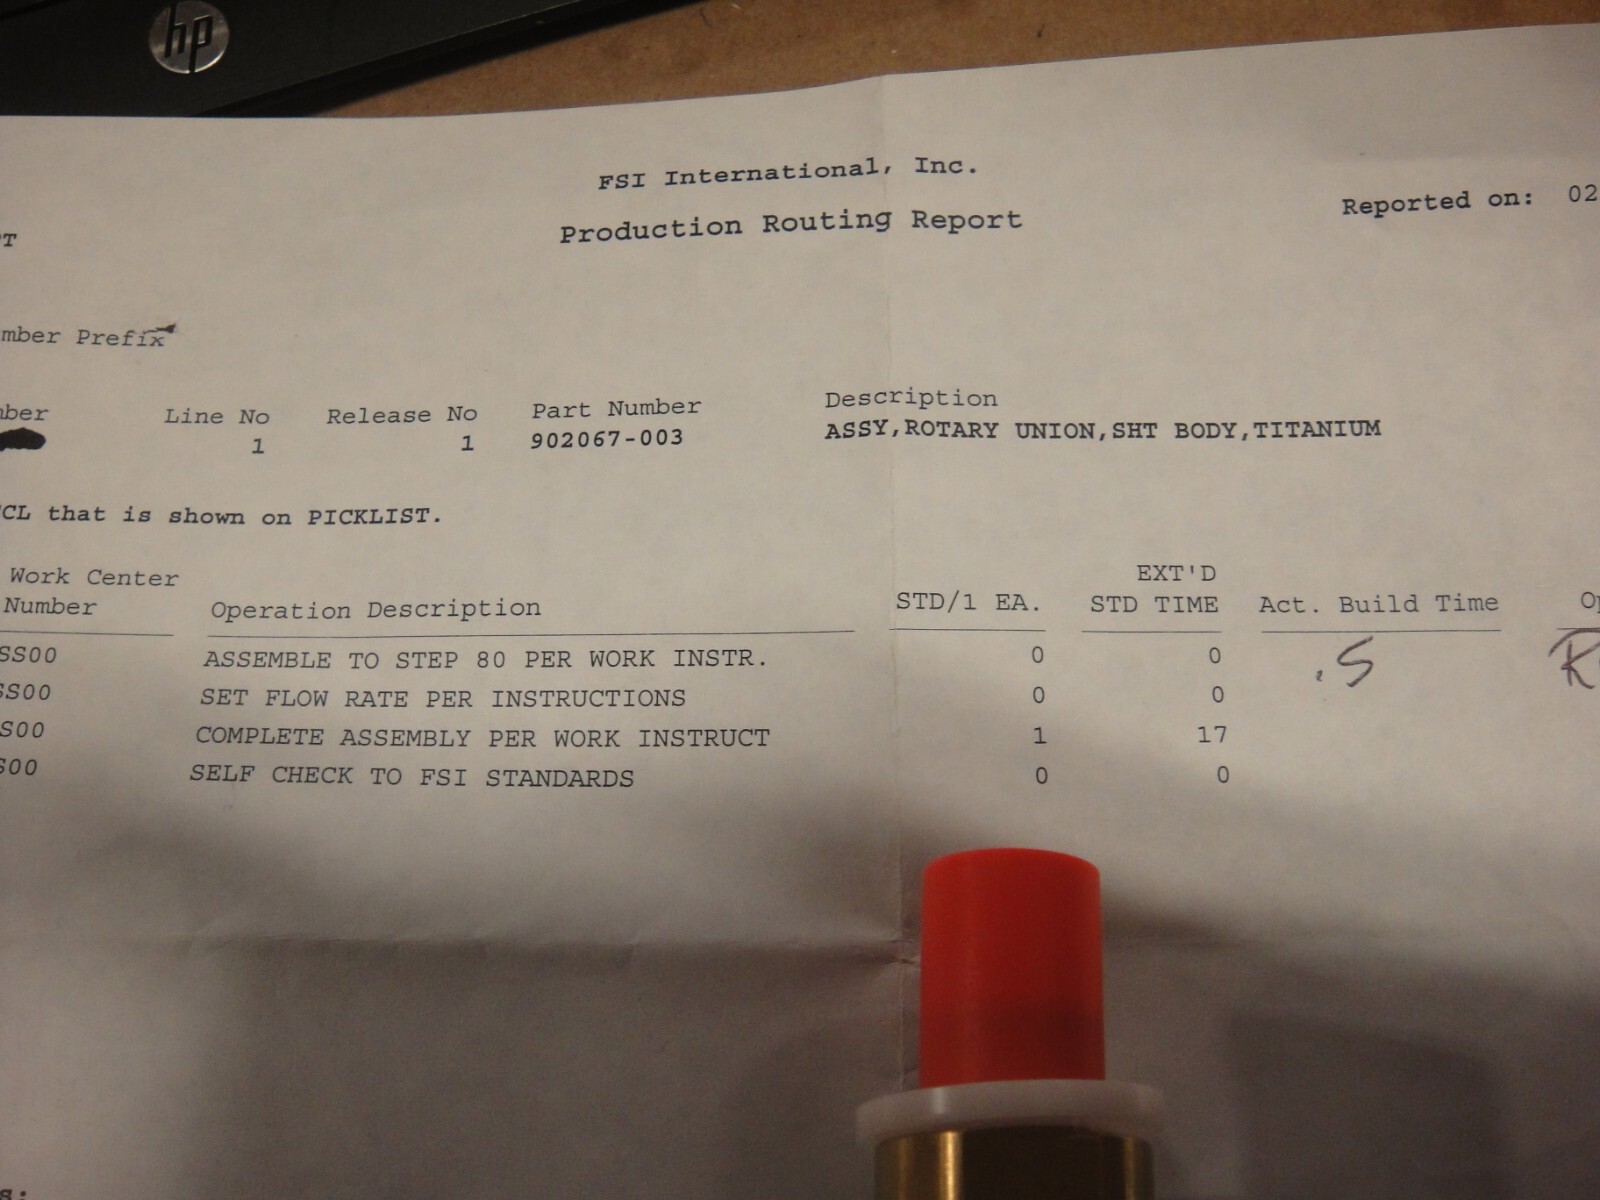 hp
FSI International, Inc.
Reported on: 02
Production Routing Report
Prefix
Line No Release No Part Number Description
1 1 902067-003 ASSY,ROTARY UNION,SHT BODY,TITANIUM
CL that is shown on PICKLIST.
Work Center EXT'D
Number Operation Description STD/1 EA. STD TIME Act. Build Time
SS00 ASSEMBLE TO STEP 80 PER WORK INSTR. 0 0 .5
SS00 SET FLOW RATE PER INSTRUCTIONS 0 0
S00 COMPLETE ASSEMBLY PER WORK INSTRUCT 1 17
S00 SELF CHECK TO FSI STANDARDS 0 0